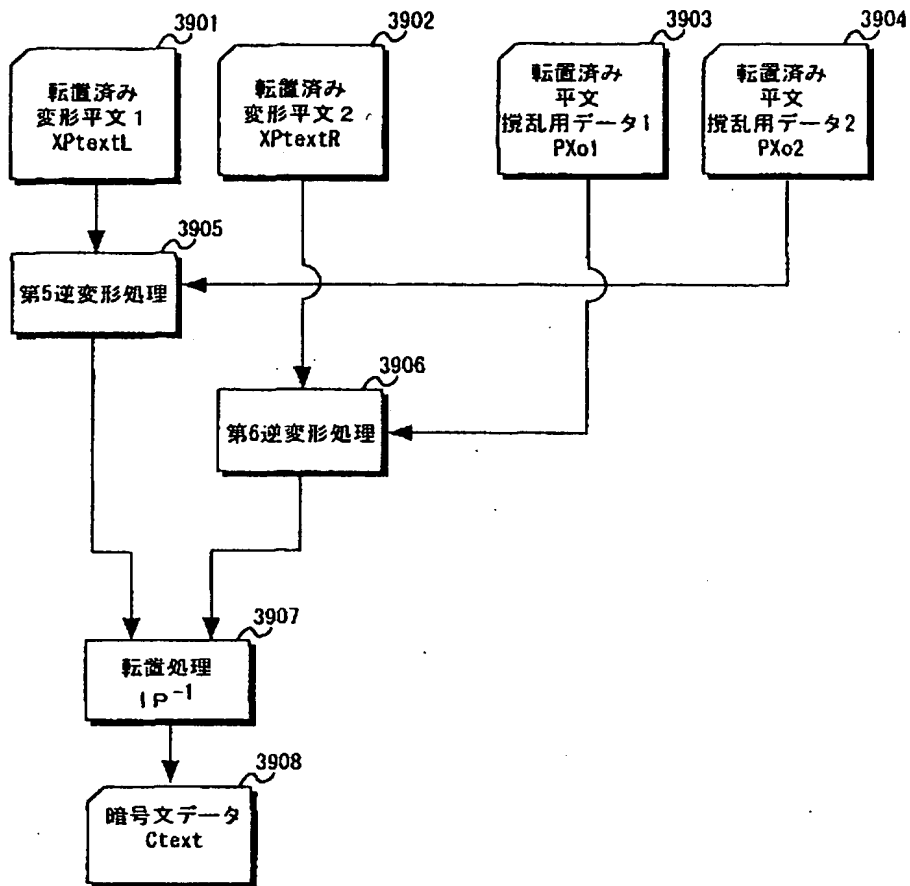 3901
転置済み
変形平文1
XPtextL
3902
転置済み
変形平文2
XPtextR
3903
転置済み
平文
撹乱用データ1
PXo1
3904
転置済み
平文
撹乱用データ2
PXo2
3905
第5逆変形処理
3906
第6逆変形処理
3907
転置処理
IP⁻¹
3908
暗号文データ
Ctext